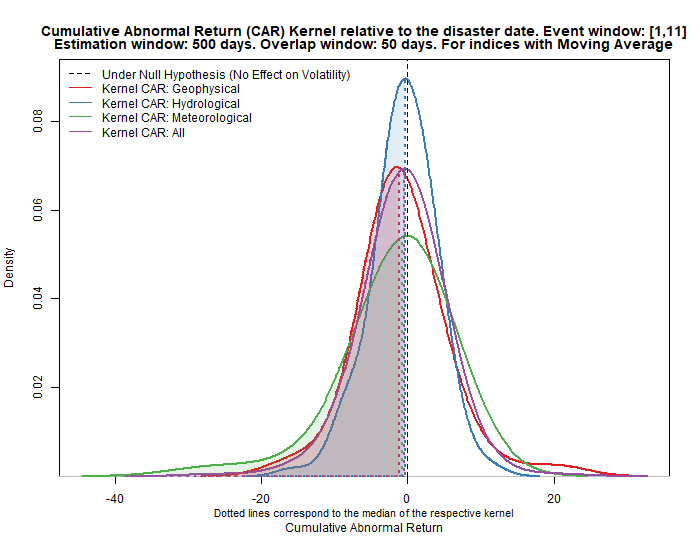 Cumulative Abnormal Return (CAR) Kernel relative to the disaster date. Event window: [1,11]
Estimation window: 500 days. Overlap window: 50 days. For indices with Moving Average
Under Null Hypothesis (No Effect on Volatility)
Kernel CAR: Geophysical
Kernel CAR: Hydrological
Kernel CAR: Meteorological
Kernel CAR: All
Density
0.08
0.06
0.04
0.02
-40 -20 0 20
Dotted lines correspond to the median of the respective kernel
Cumulative Abnormal Return